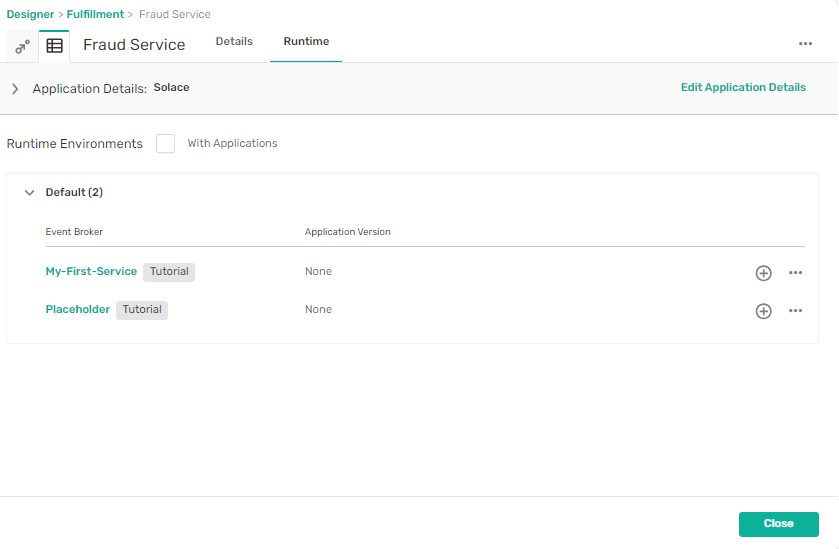 Designer > Fulfillment > Fraud Service
Fraud Service Details Runtime
Application Details: Solace Edit Application Details
Runtime Environments With Applications
Default (2)
Event Broker Application Version
My-First-Service Tutorial None
Placeholder Tutorial None
Close